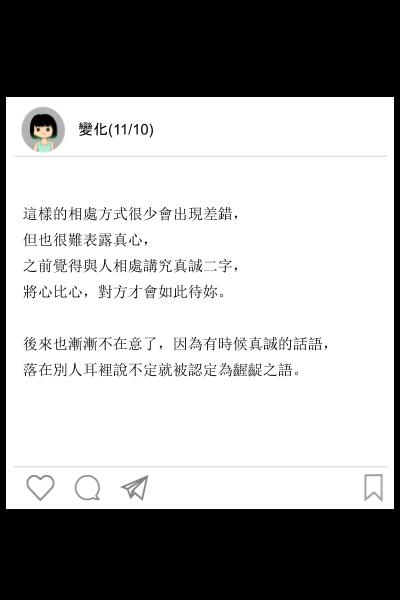 變化(11/10)
這樣的相處方式很少會出現差錯，
但也很難表露真心，
之前覺得與人相處講究真誠二字，
將心比心，對方才會如此待妳。
後來也漸漸不在意了，因為有時候真誠的話語，
落在別人耳裡說不定就被認定為齷齪之語。